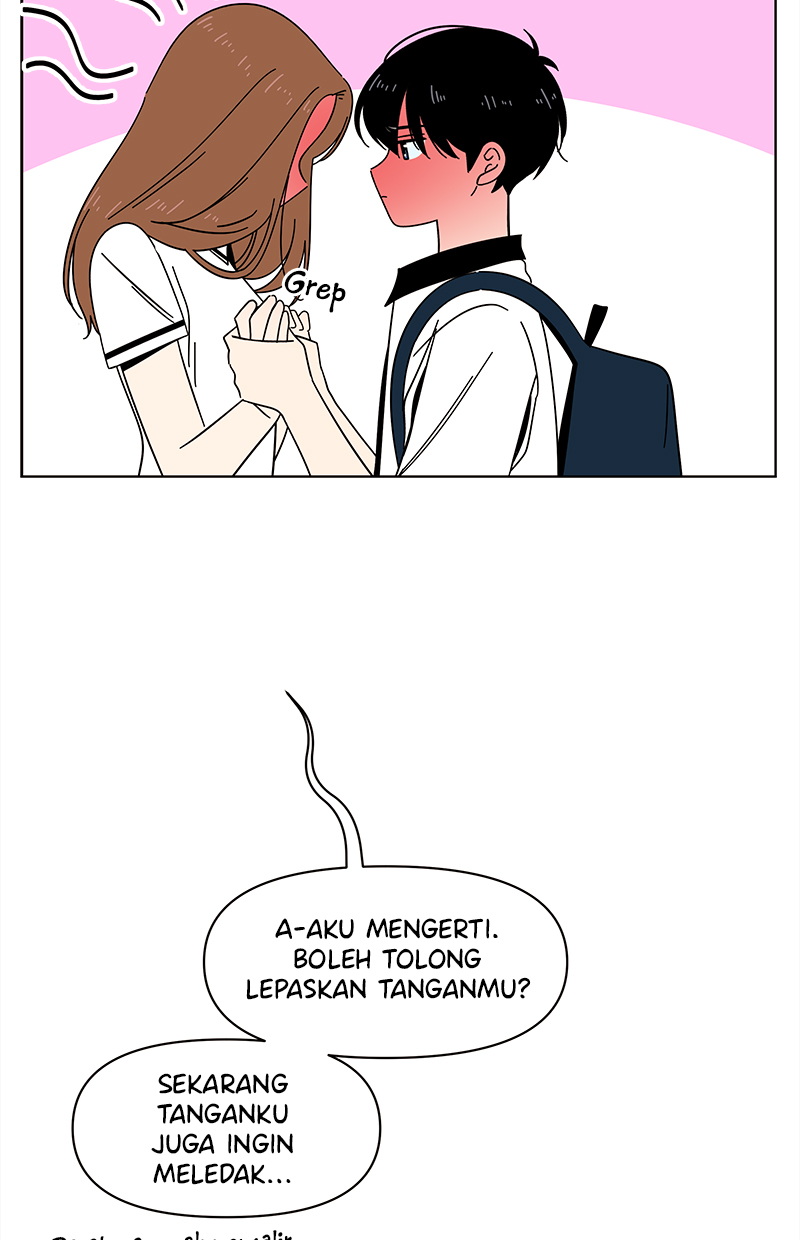 Grep
A-AKU MENGERTI.
BOLEH TOLONG
LEPASKAN TANGANMU?
SEKARANG
TANGANKU
JUGA INGIN
MELEDAK...